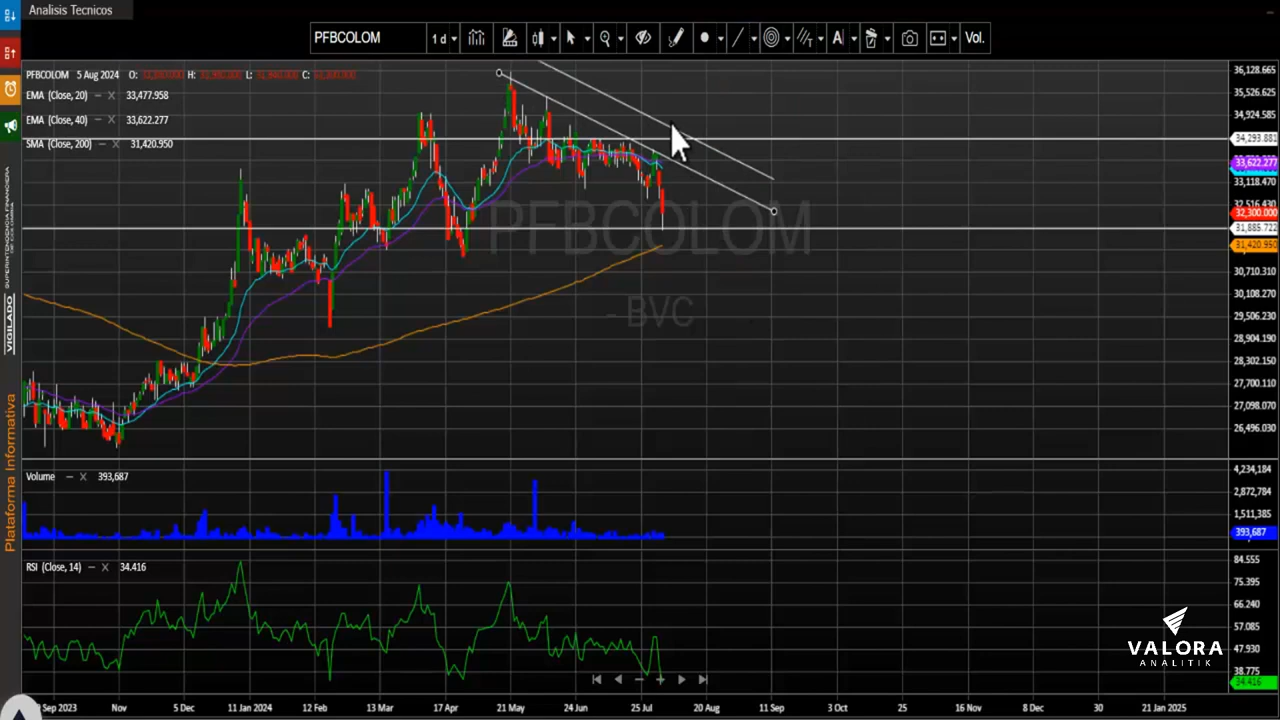 Analisis Tecnicos
PFBCOLOM 1 d A Vol.
PFBCOLOM 5 Aug 2024 O: H: L: C:
EMA (Close, 20) 33,477.958
EMA (Close, 40) 33,622.277
SMA (Close, 200) 31,420.950
36,128.665
35,526.625
34,924.585
34,293.881
33,622.277
33,118.470
32,516.430
32,300.000
31,885.722
31,420.950
30,710.310
30,108.270
29,506.230
28,904.190
28,302.150
27,700.110
27,098.070
26,496.030
PFBCOLOM
- BVC
SUPERINTENDENCIA FINANCIERA
VIGILADO
Plataforma Informativa
Volume 393,687
4,234,184
2,872,784
1,511,385
393,687
RSI (Close, 14) 34.416
84.555
75.395
66.240
57.085
47.930
38.775
34.416
VALORA
ANALITIK
Sep 2023 Nov 5 Dec 11 Jan 2024 12 Feb 13 Mar 17 Apr 21 May 24 Jun 25 Jul 20 Aug 11 Sep 3 Oct 25 16 Nov 8 Dec 30 21 Jan 2025